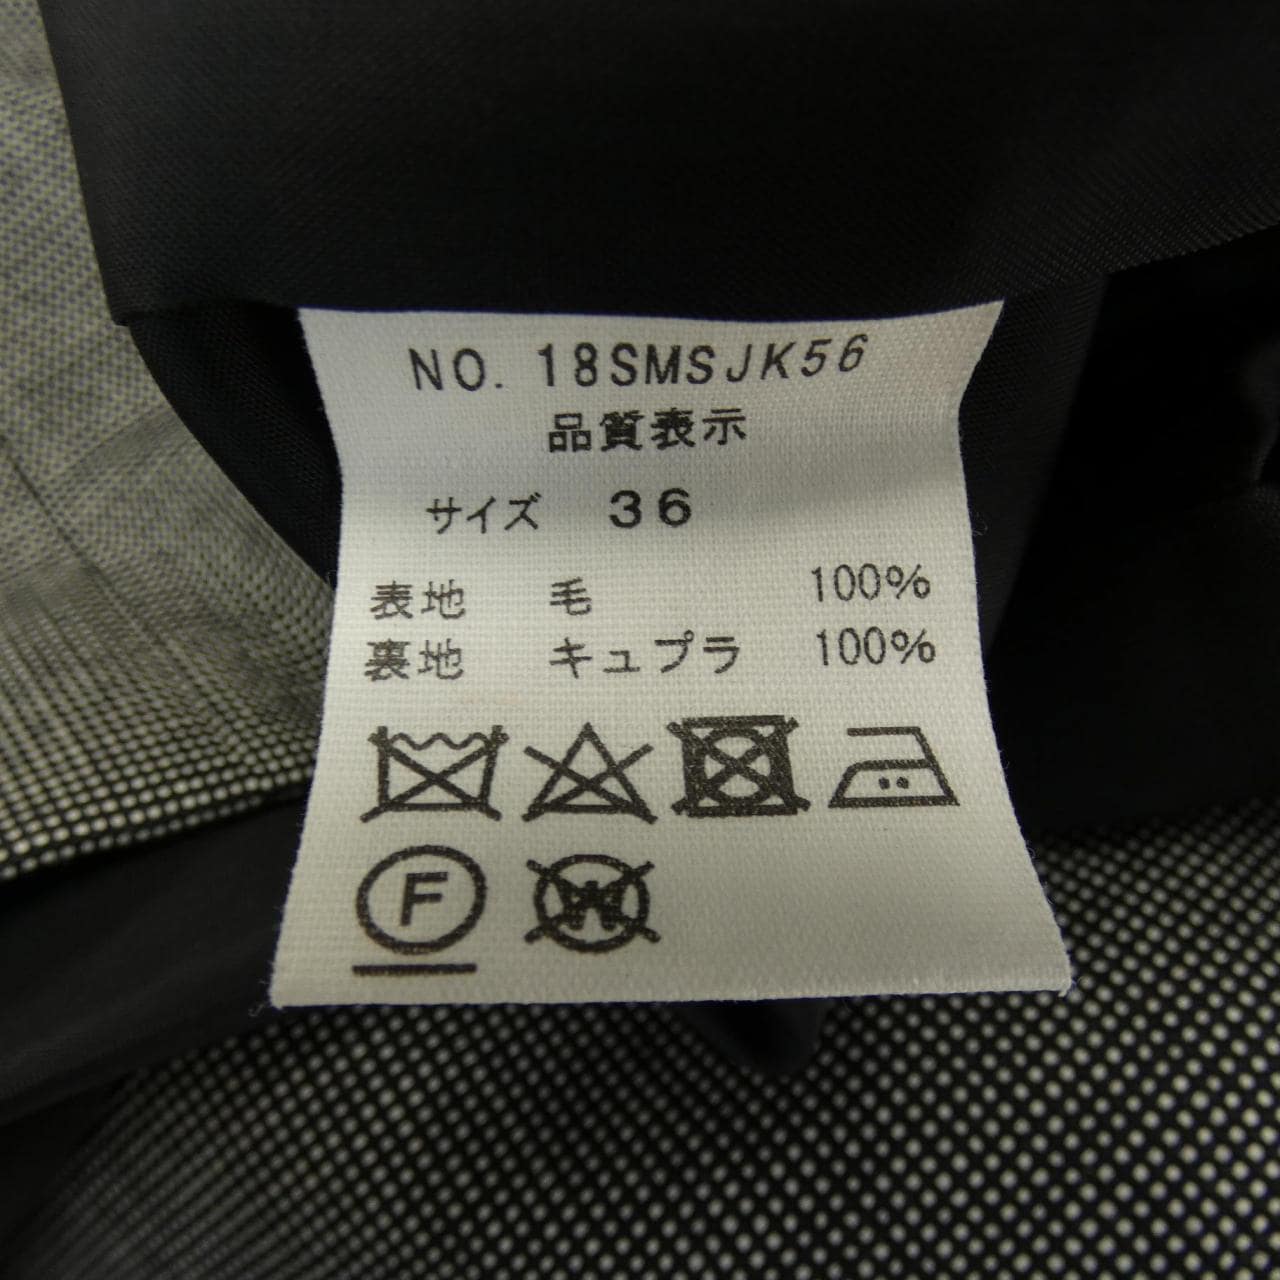 NO. 18SMSJK56
品質表示
サイズ 36
表地 毛 100%
裏地 キュプラ 100%
F W